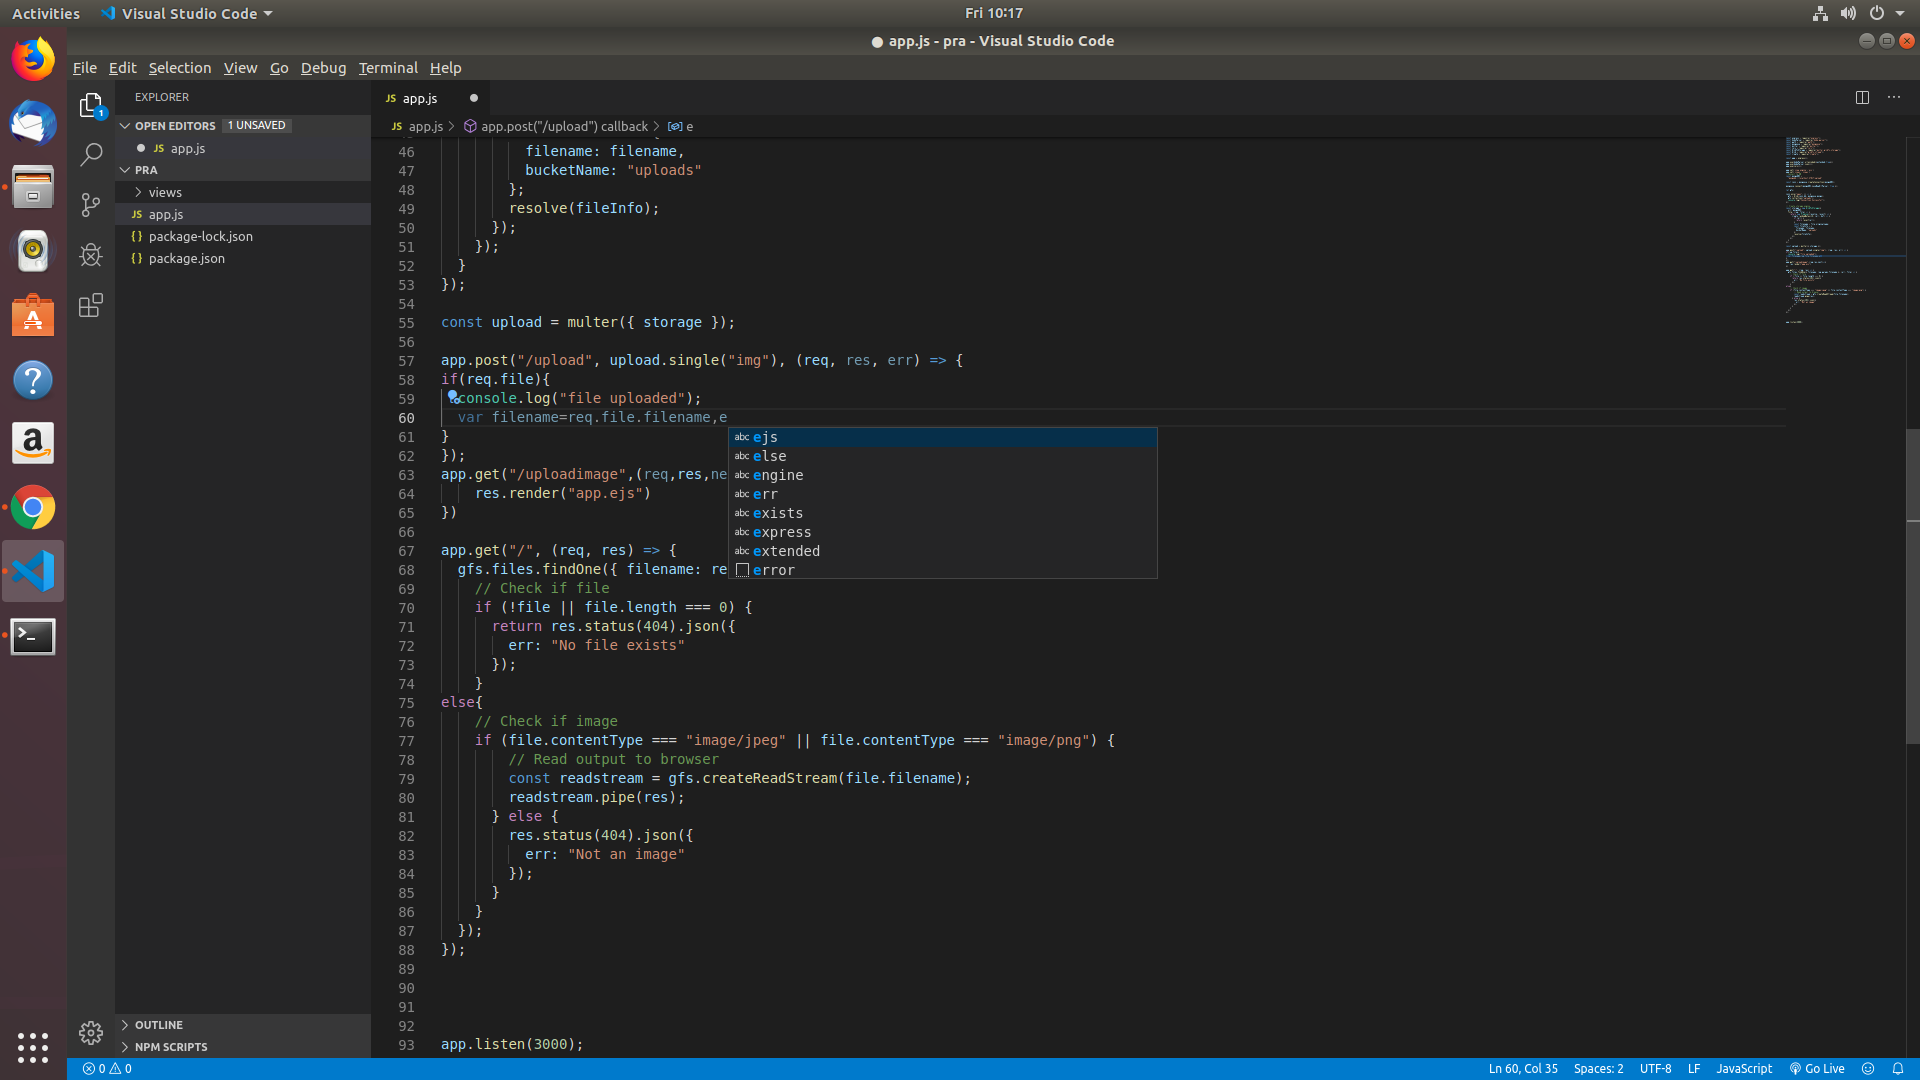 Activities
Visual Studio Code
Fri 10:17
● app.js - pra - Visual Studio Code
File Edit Selection View Go Debug Terminal Help
EXPLORER
OPEN EDITORS 1 UNSAVED
JS app.js
PRA
views
JS app.js
{} package-lock.json
{} package.json
OUTLINE
NPM SCRIPTS
1
JS app.js
JS app.js > app.post("/upload") callback > e
46 filename: filename,
47 bucketName: "uploads"
48 };
49 resolve(fileInfo);
50 });
51 });
52 }
53 });
54
55 const upload = multer({ storage });
56
57 app.post("/upload", upload.single("img"), (req, res, err) => {
58 if(req.file){
59 console.log("file uploaded");
60 var filename=req.file.filename,e
61 }
62 });
63 app.get("/uploadimage",(req,res,ne
64 res.render("app.ejs")
65 })
66
67 app.get("/", (req, res) => {
68 gfs.files.findOne({ filename: re
69 // Check if file
70 if (!file || file.length === 0) {
71 return res.status(404).json({
72 err: "No file exists"
73 });
74 }
75 else{
76 // Check if image
77 if (file.contentType === "image/jpeg" || file.contentType === "image/png") {
78 // Read output to browser
79 const readstream = gfs.createReadStream(file.filename);
80 readstream.pipe(res);
81 } else {
82 res.status(404).json({
83 err: "Not an image"
84 });
85 }
86 }
87 });
88 });
89
90
91
92
93 app.listen(3000);
abc ejs
abc else
abc engine
abc err
abc exists
abc express
abc extended
error
0 0
Ln 60, Col 35 Spaces: 2 UTF-8 LF JavaScript Go Live